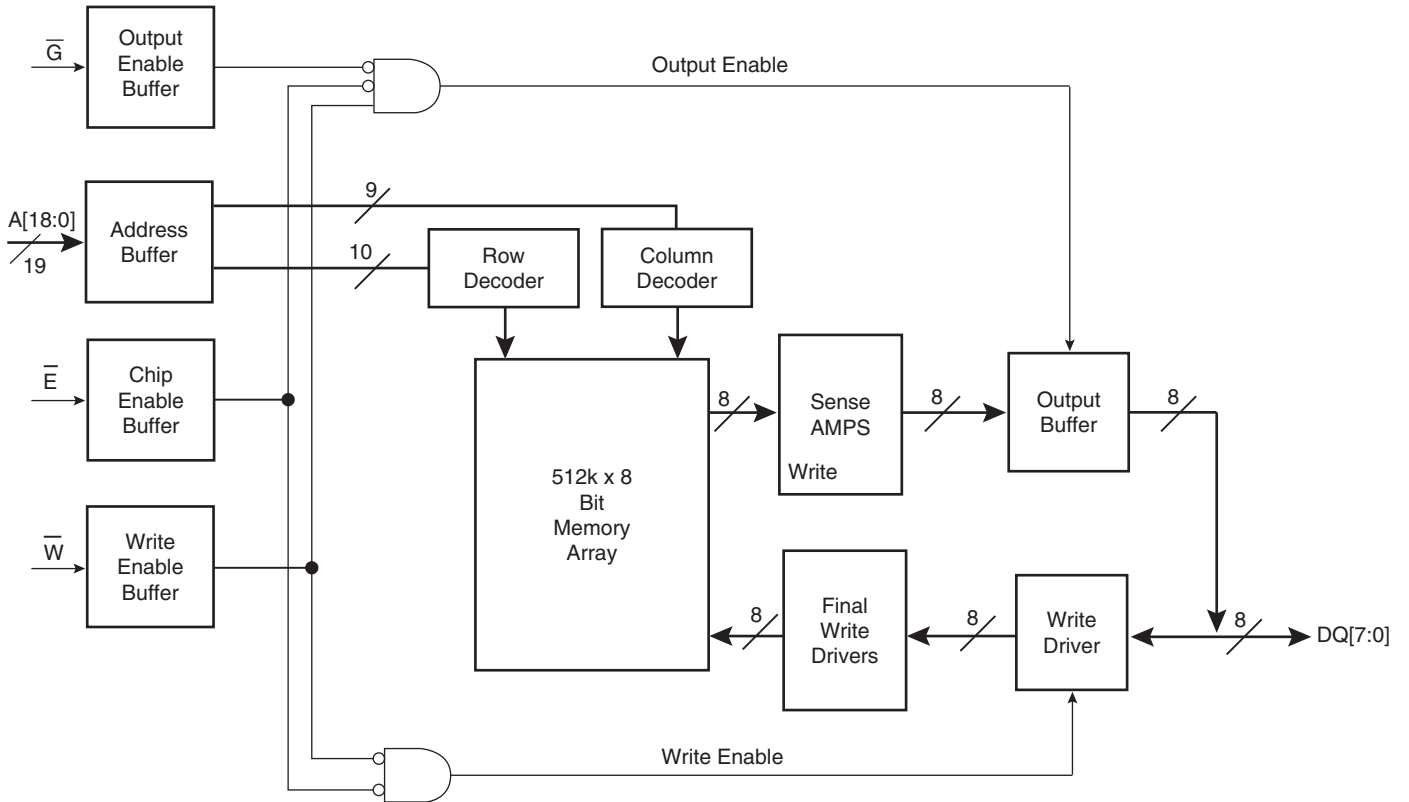 G
Output
Enable
Buffer
Output Enable
A[18:0]
19
Address
Buffer
9
10
Row
Decoder
Column
Decoder
E
Chip
Enable
Buffer
512k x 8
Bit
Memory
Array
8
Sense
AMPS
Write
8
Output
Buffer
8
W
Write
Enable
Buffer
8
Final
Write
Drivers
8
Write
Driver
8
DQ[7:0]
Write Enable